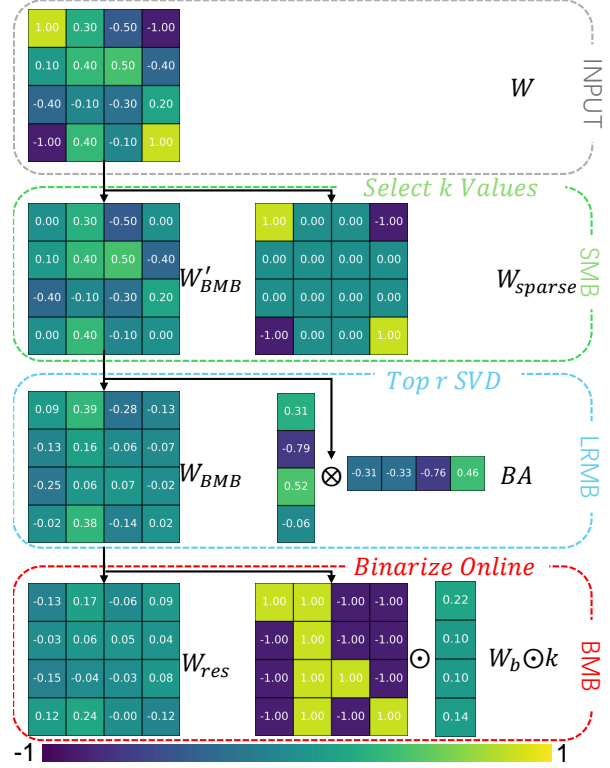 1.00 0.30 -0.50 -1.00
0.10 0.40 0.50 -0.40
-0.40 -0.10 -0.30 0.20
-1.00 0.40 -0.10 1.00
W
INPUT
Select k Values
0.00 0.30 -0.50 0.00
0.10 0.40 0.50 -0.40
-0.40 -0.10 -0.30 0.20
0.00 0.40 -0.10 0.00
W'BMB
1.00 0.00 0.00 -1.00
0.00 0.00 0.00 0.00
0.00 0.00 0.00 0.00
-1.00 0.00 0.00 1.00
Wsparse
SMB
Top r SVD
0.09 0.39 -0.28 -0.13
-0.13 0.16 -0.06 -0.07
-0.25 0.06 0.07 -0.02
-0.02 0.38 -0.14 0.02
WBMB
0.31
-0.79
0.52
-0.06
⊗
-0.31 -0.33 -0.76 0.46
BA
LRMB
Binarize Online
-0.13 0.17 -0.06 0.09
-0.03 0.06 0.05 0.04
-0.15 -0.04 -0.03 0.08
0.12 0.24 -0.00 -0.12
Wres
1.00 1.00 -1.00 -1.00
-1.00 1.00 -1.00 -1.00
-1.00 1.00 1.00 -1.00
-1.00 1.00 -1.00 1.00
⊙
0.22
0.10
0.10
0.14
Wb⊙k
BMB
-1 1